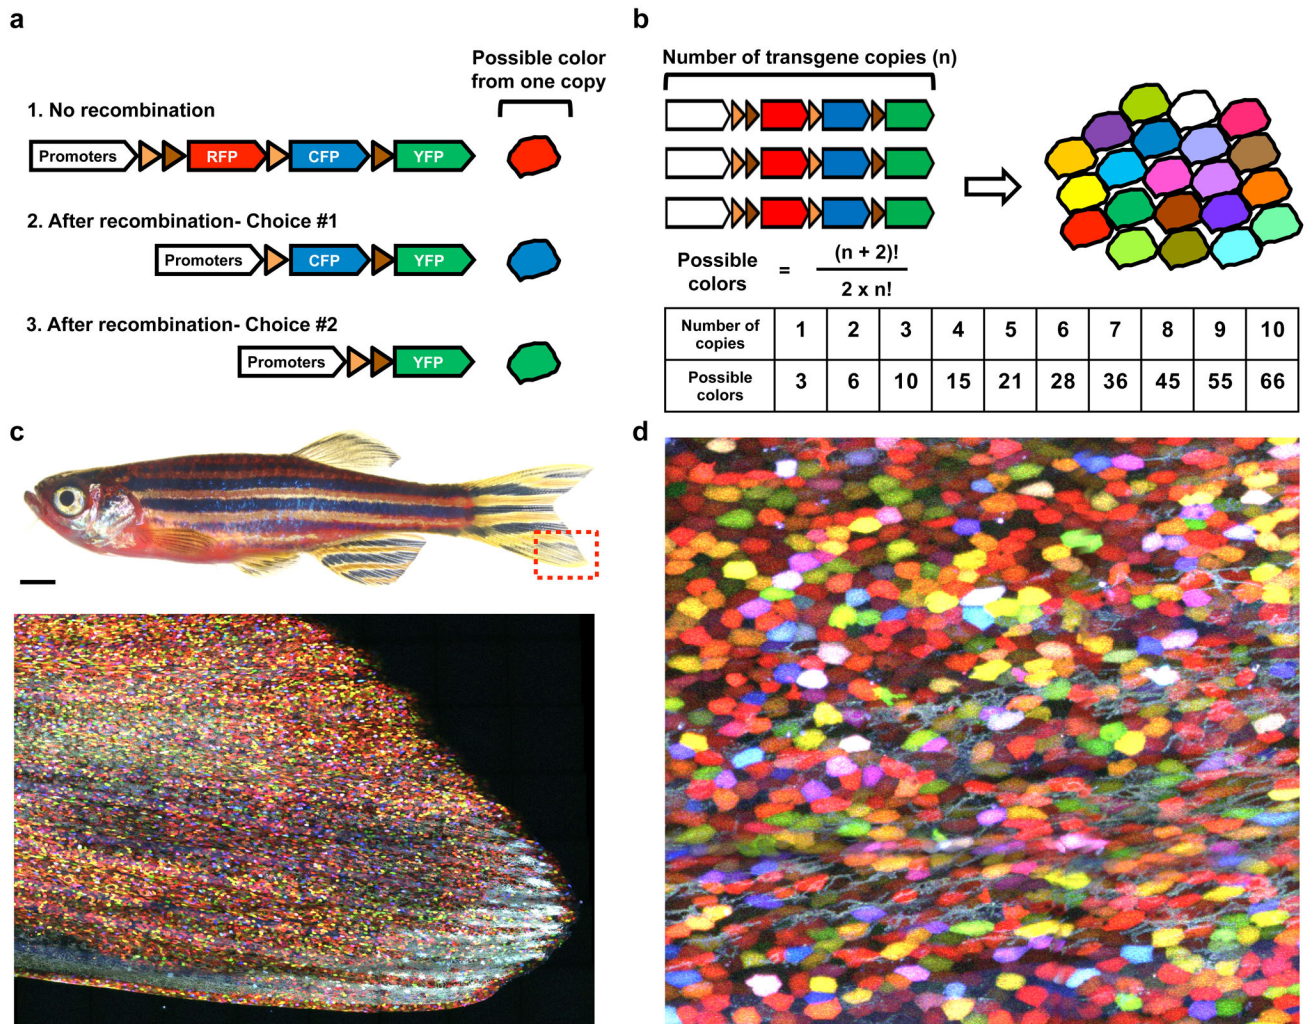 a
Possible color
from one copy
1. No recombination
Promoters RFP CFP YFP
2. After recombination- Choice #1
Promoters CFP YFP
3. After recombination- Choice #2
Promoters YFP
b
Number of transgene copies (n)
Possible
colors
=
(n + 2)!
2 x n!
Number of
copies
1 2 3 4 5 6 7 8 9 10
Possible
colors
3 6 10 15 21 28 36 45 55 66
c
d